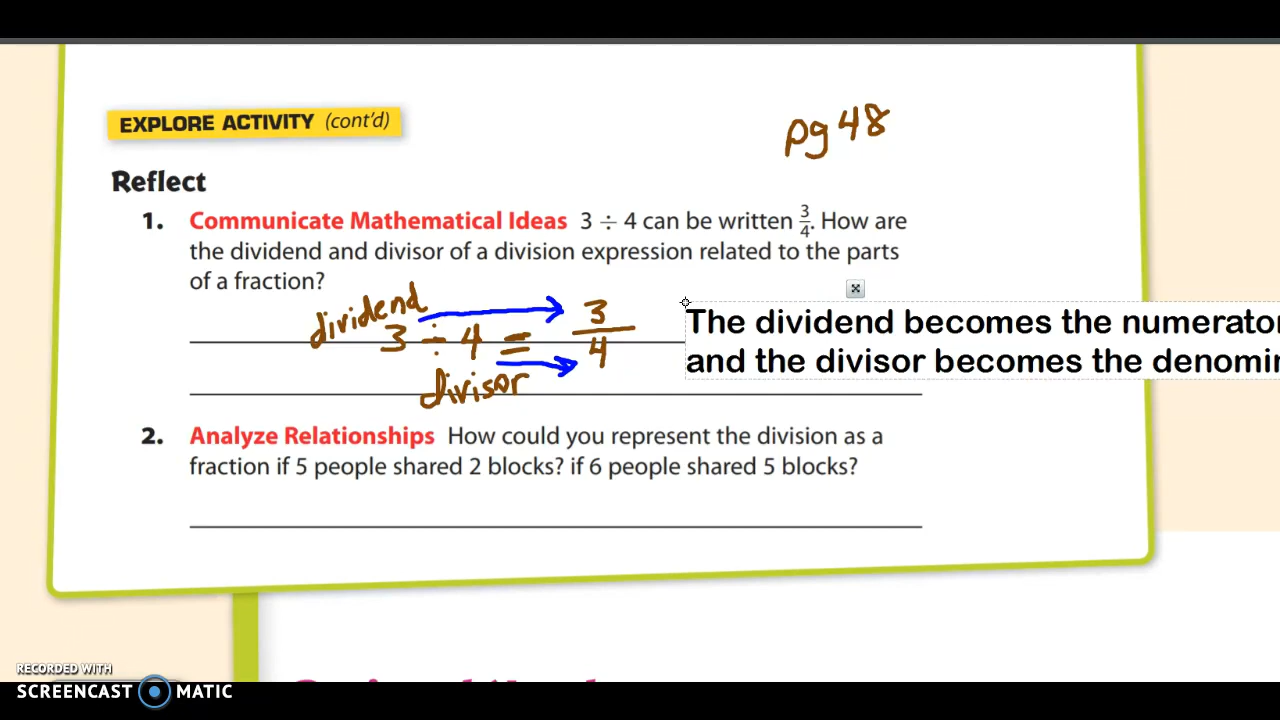 EXPLORE ACTIVITY (cont'd)
pg 48
Reflect
1. Communicate Mathematical Ideas 3 ÷ 4 can be written 3/4. How are
the dividend and divisor of a division expression related to the parts
of a fraction?
dividend
3 ÷ 4 = 3/4
divisor
The dividend becomes the numerato
and the divisor becomes the denomin
2. Analyze Relationships How could you represent the division as a
fraction if 5 people shared 2 blocks? if 6 people shared 5 blocks?
RECORDED WITH
SCREENCAST MATIC